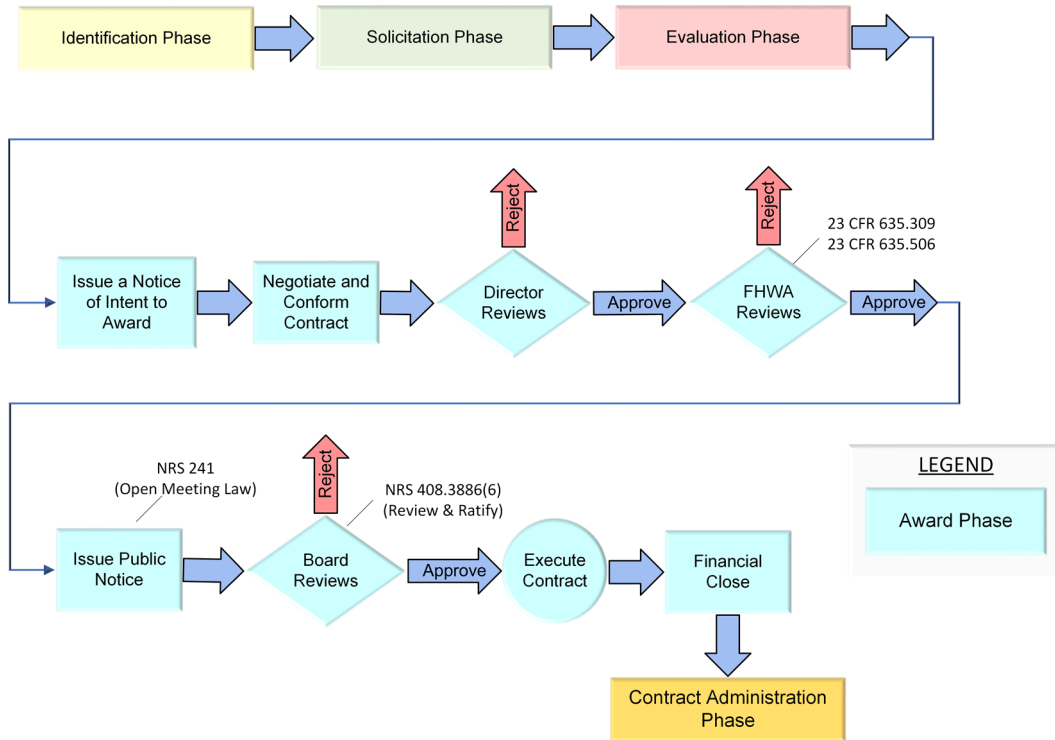 Identification Phase
Solicitation Phase
Evaluation Phase
Reject
Reject
23 CFR 635.309
23 CFR 635.506
Issue a Notice
of Intent to
Award
Negotiate and
Conform
Contract
Director
Reviews
Approve
FHWA
Reviews
Approve
NRS 241
(Open Meeting Law)
Reject
NRS 408.3886(6)
(Review & Ratify)
Issue Public
Notice
Board
Reviews
Approve
Execute
Contract
Financial
Close
LEGEND
Award Phase
Contract Administration
Phase